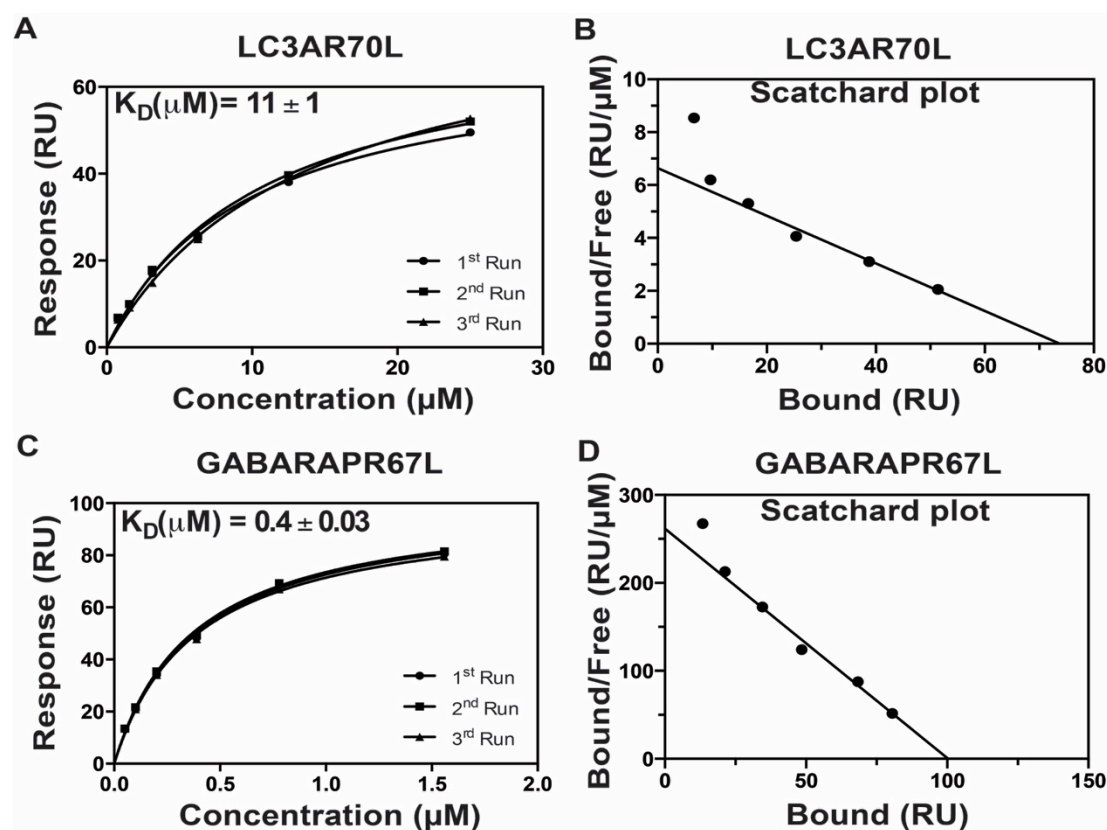 A
LC3AR70L
K_D(μM)= 11 ± 1
Response (RU)
60
40
20
0
0
10
20
30
Concentration (μM)
1st Run
2nd Run
3rd Run
B
LC3AR70L
Scatchard plot
Bound/Free (RU/μM)
10
8
6
4
2
0
0
20
40
60
80
Bound (RU)
C
GABARAPR67L
K_D(μM) = 0.4 ± 0.03
Response (RU)
100
80
60
40
20
0
0.0
0.5
1.0
1.5
2.0
Concentration (μM)
1st Run
2nd Run
3rd Run
D
GABARAPR67L
Scatchard plot
Bound/Free (RU/μM)
300
200
100
0
0
50
100
150
Bound (RU)